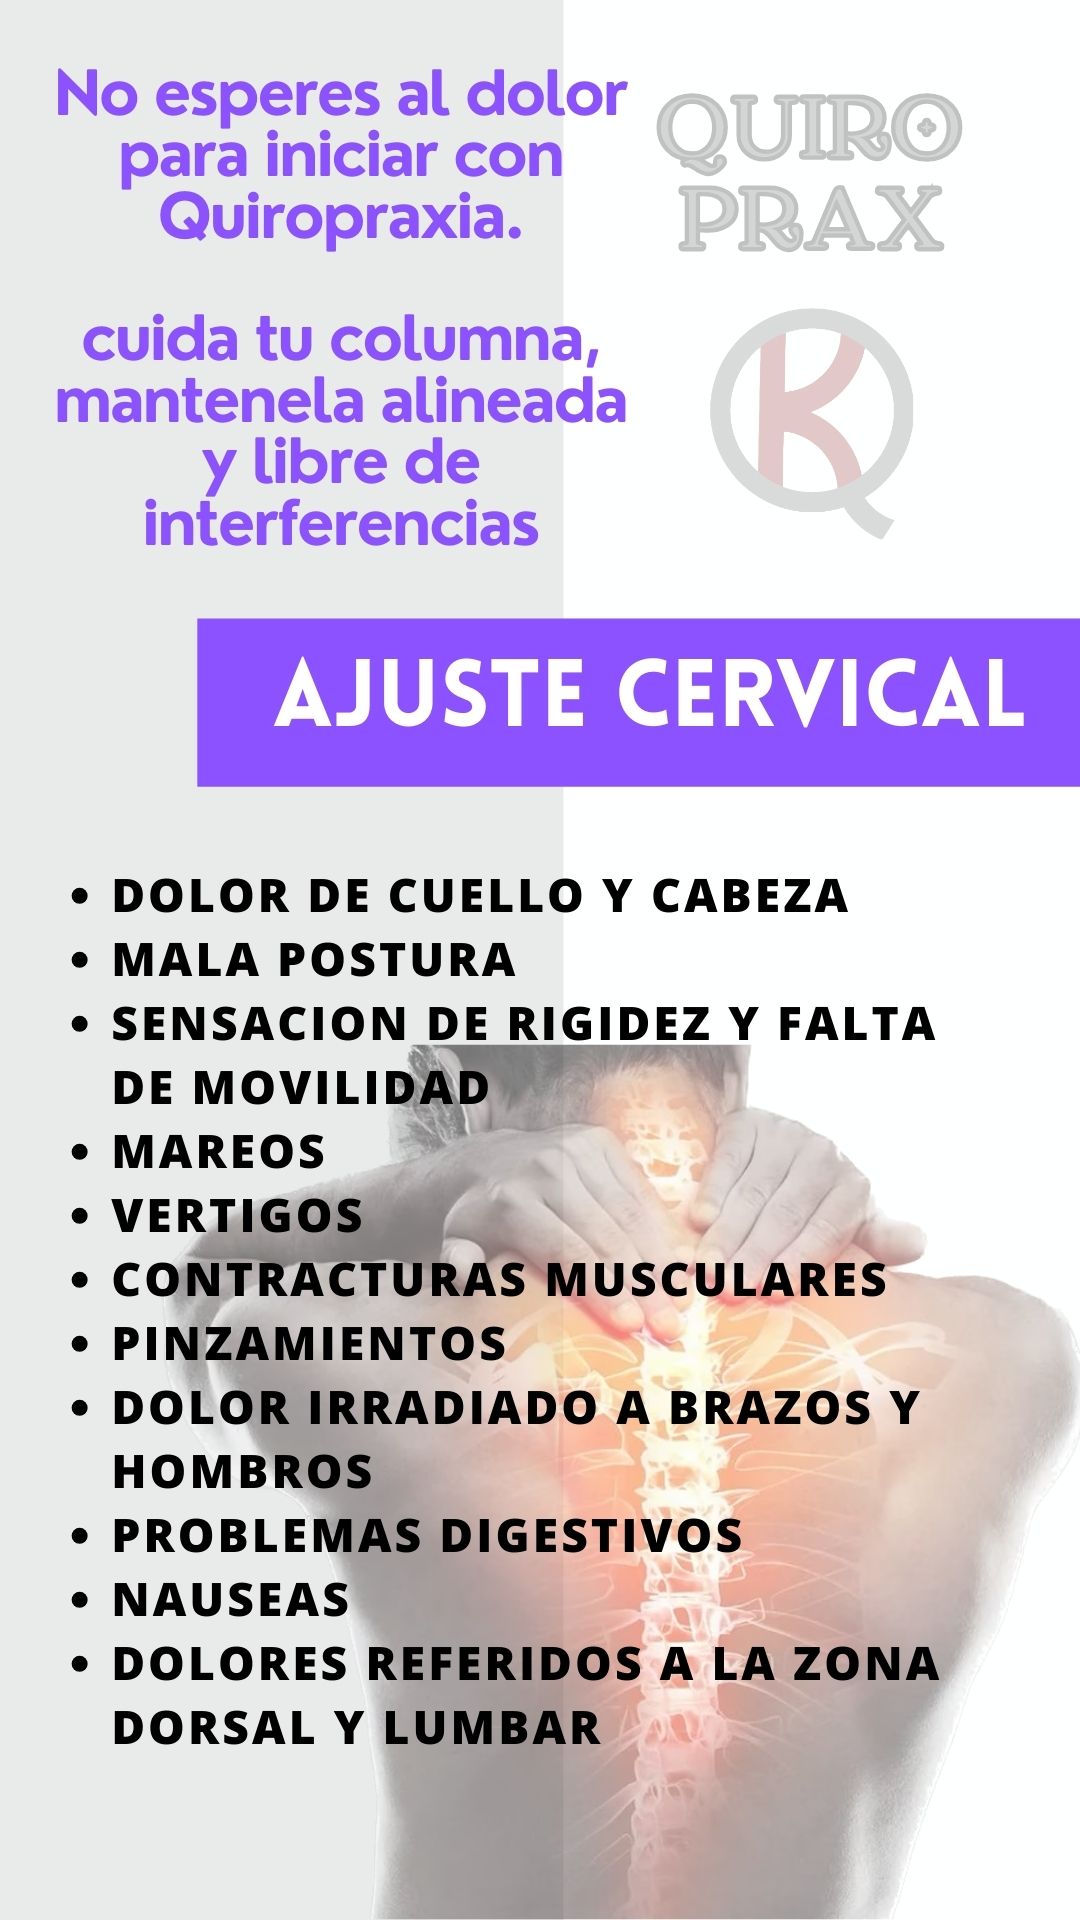 No esperes al dolor
para iniciar con
Quiropraxia.
cuida tu columna,
mantenela alineada
y libre de
interferencias
QUIRO
PRAX
K
AJUSTE CERVICAL
• DOLOR DE CUELLO Y CABEZA
• MALA POSTURA
• SENSACION DE RIGIDEZ Y FALTA
DE MOVILIDAD
• MAREOS
• VERTIGOS
• CONTRACTURAS MUSCULARES
• PINZAMIENTOS
• DOLOR IRRADIADO A BRAZOS Y
HOMBROS
• PROBLEMAS DIGESTIVOS
• NAUSEAS
• DOLORES REFERIDOS A LA ZONA
DORSAL Y LUMBAR